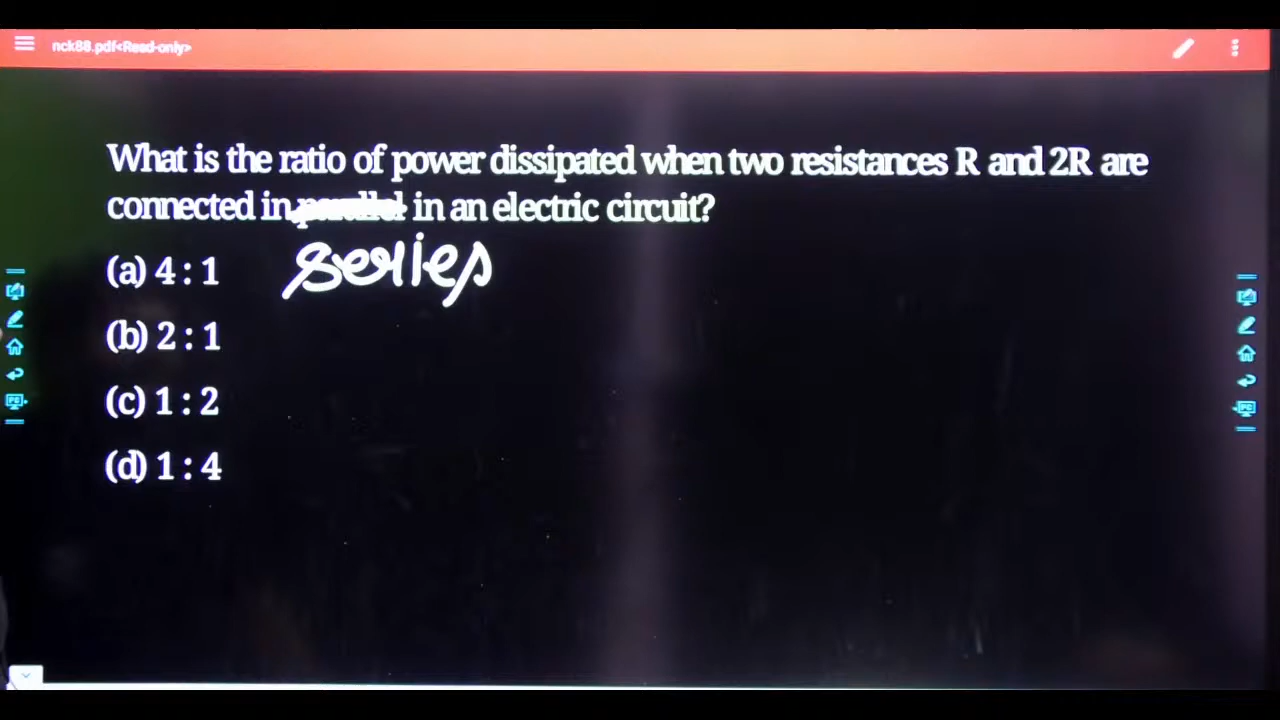 nck88.pdf<Read-only>
What is the ratio of power dissipated when two resistances R and 2R are
connected in parallel in an electric circuit?
series
(a) 4 : 1
(b) 2 : 1
(c) 1 : 2
(d) 1 : 4